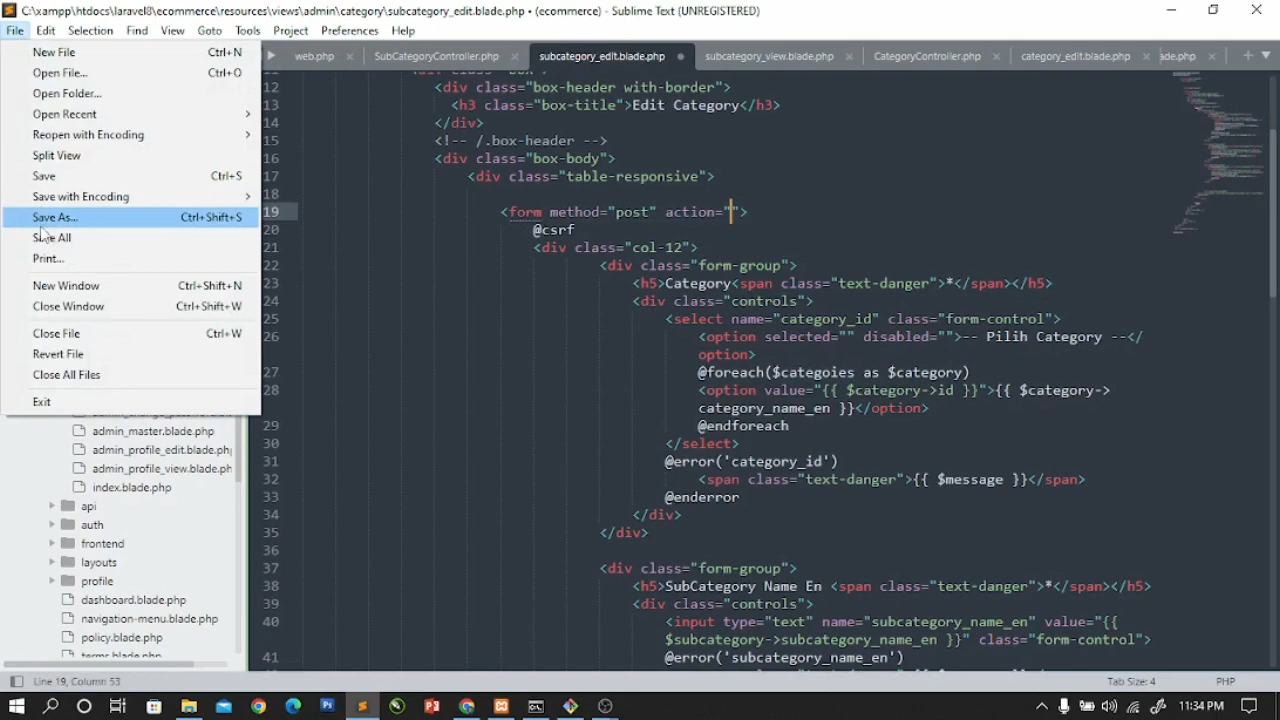 C:\xampp\htdocs\laravel8\ecommerce\resources\views\admin\category\subcategory_edit.blade.php • (ecommerce) - Sublime Text (UNREGISTERED)
File Edit Selection Find View Goto Tools Project Preferences Help
web.php SubCategoryController.php subcategory_edit.blade.php subcategory_view.blade.php CategoryController.php category_edit.blade.php
New File Ctrl+N
Open File... Ctrl+O
Open Folder...
Open Recent
Reopen with Encoding
Split View
Save Ctrl+S
Save with Encoding
Save As... Ctrl+Shift+S
Save All
Print...
New Window Ctrl+Shift+N
Close Window Ctrl+Shift+W
Close File Ctrl+W
Revert File
Close All Files
Exit
admin_master.blade.php
admin_profile_edit.blade.php
admin_profile_view.blade.ph
index.blade.php
api
auth
frontend
layouts
profile
dashboard.blade.php
navigation-menu.blade.php
policy.blade.php
terms.blade.php
12 <div class="box-header with-border">
13 <h3 class="box-title">Edit Category</h3>
14 </div>
15 <!-- /.box-header -->
16 <div class="box-body">
17 <div class="table-responsive">
18
19 <form method="post" action="">
20 @csrf
21 <div class="col-12">
22 <div class="form-group">
23 <h5>Category<span class="text-danger">*</span></h5>
24 <div class="controls">
25 <select name="category_id" class="form-control">
26 <option selected="" disabled="">-- Pilih Category --</
option>
27 @foreach($categoies as $category)
28 <option value="{{ $category->id }}">{{ $category->
category_name_en }}</option>
29 @endforeach
30 </select>
31 @error('category_id')
32 <span class="text-danger">{{ $message }}</span>
33 @enderror
34 </div>
35 </div>
36
37 <div class="form-group">
38 <h5>SubCategory Name En <span class="text-danger">*</span></h5>
39 <div class="controls">
40 <input type="text" name="subcategory_name_en" value="{{
$subcategory->subcategory_name_en }}" class="form-control">
41 @error('subcategory_name_en')
Line 19, Column 53 Tab Size: 4 PHP
11:34 PM